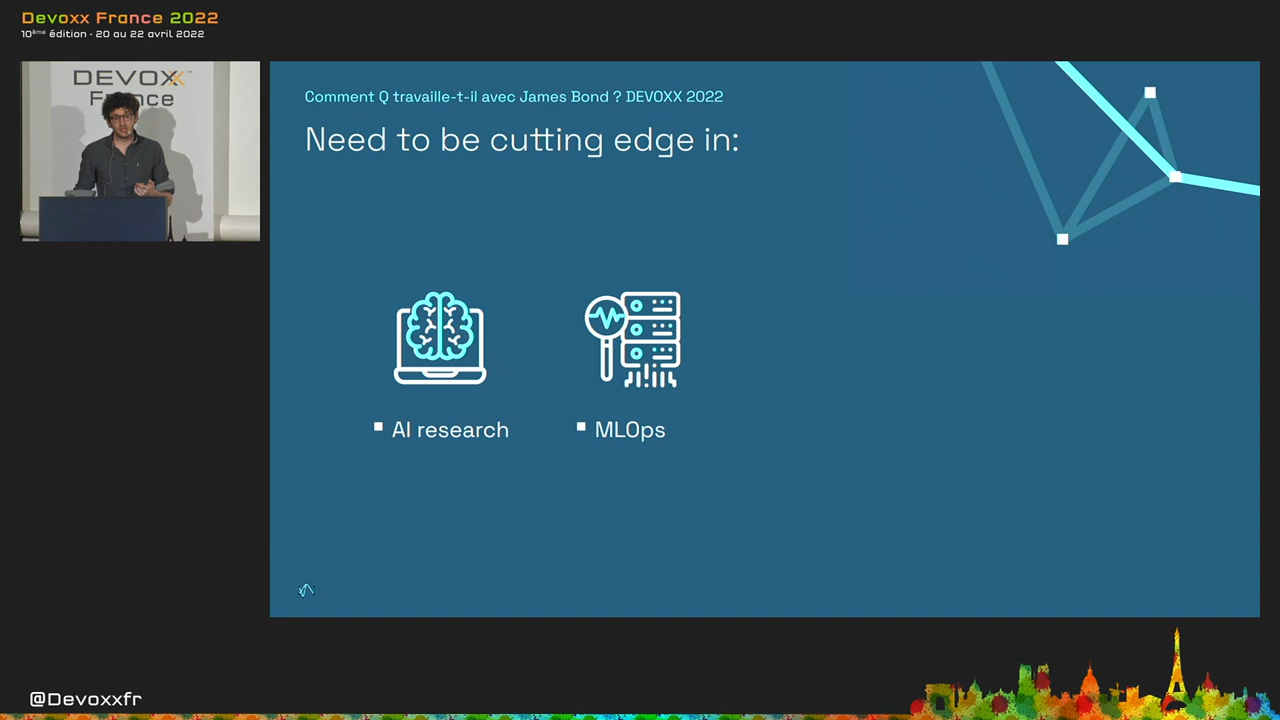 Devoxx France 2022
10ème édition - 20 au 22 avril 2022
DEVOXX
France
Comment Q travaille-t-il avec James Bond ? DEVOXX 2022
Need to be cutting edge in:
AI research
MLOps
@Devoxxfr